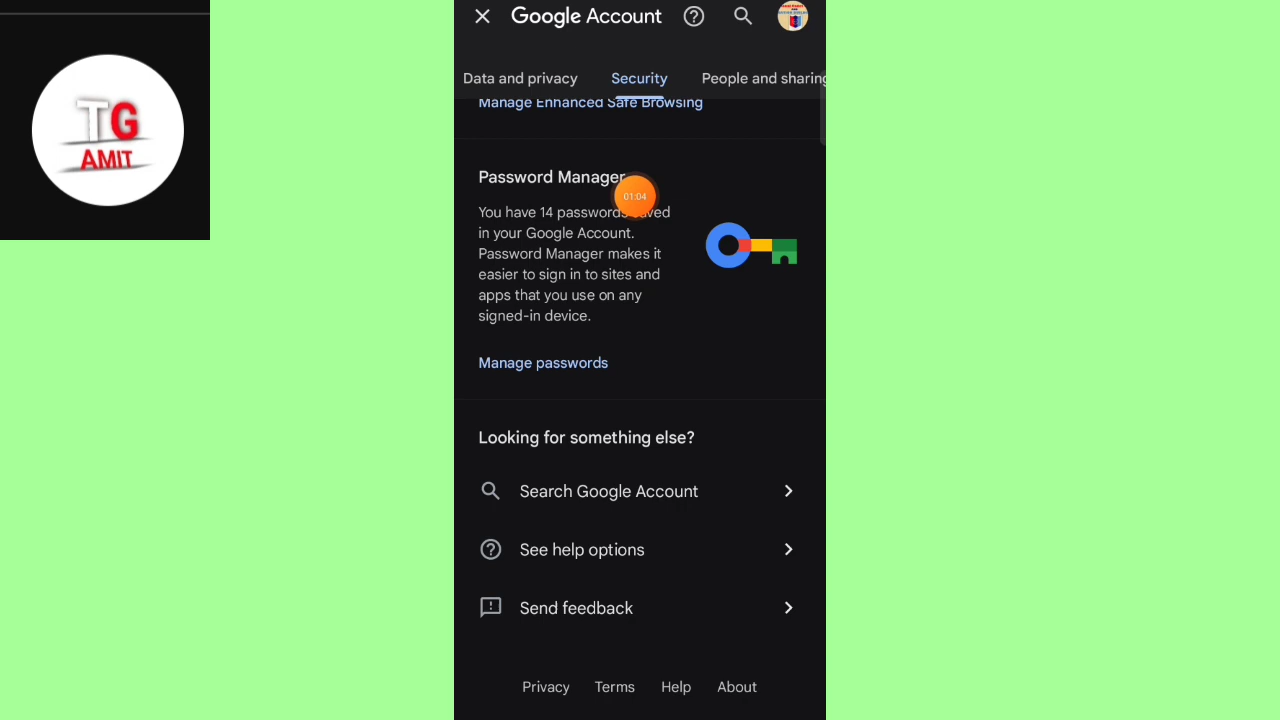 TG
AMIT
Google Account
Data and privacy Security People and sharing
Manage Enhanced Safe Browsing
Password Manager
01:04
You have 14 passwords saved
in your Google Account.
Password Manager makes it
easier to sign in to sites and
apps that you use on any
signed-in device.
Manage passwords
Looking for something else?
Search Google Account
See help options
Send feedback
Privacy Terms Help About